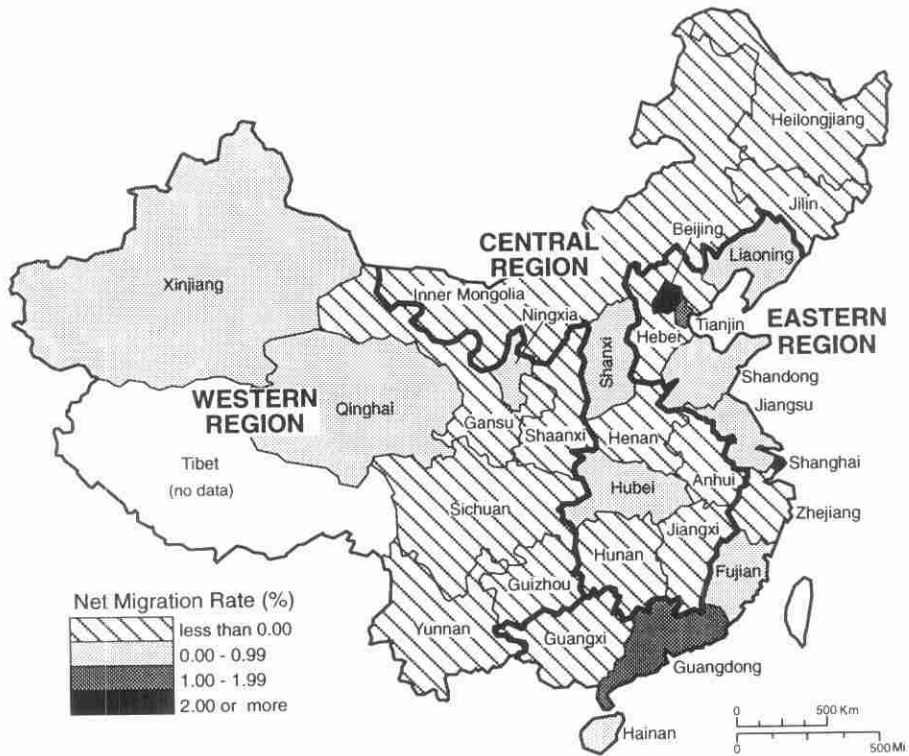 Heilongjiang
Jilin
Beijing
Liaoning
CENTRAL
REGION
Xinjiang
Inner Mongolia
Ningxia
Tianjin
EASTERN
REGION
Hebei
Shanxi
Shandong
WESTERN
REGION
Qinghai
Jiangsu
Gansu
Shaanxi
Henan
Tibet
(no data)
Shanghai
Anhui
Hubei
Sichuan
Zhejiang
Jiangxi
Hunan
Fujian
Guizhou
Net Migration Rate (%)
less than 0.00
0.00 - 0.99
1.00 - 1.99
2.00 or more
Yunnan
Guangxi
Guangdong
Hainan
0 500 Km
0 500 Mi